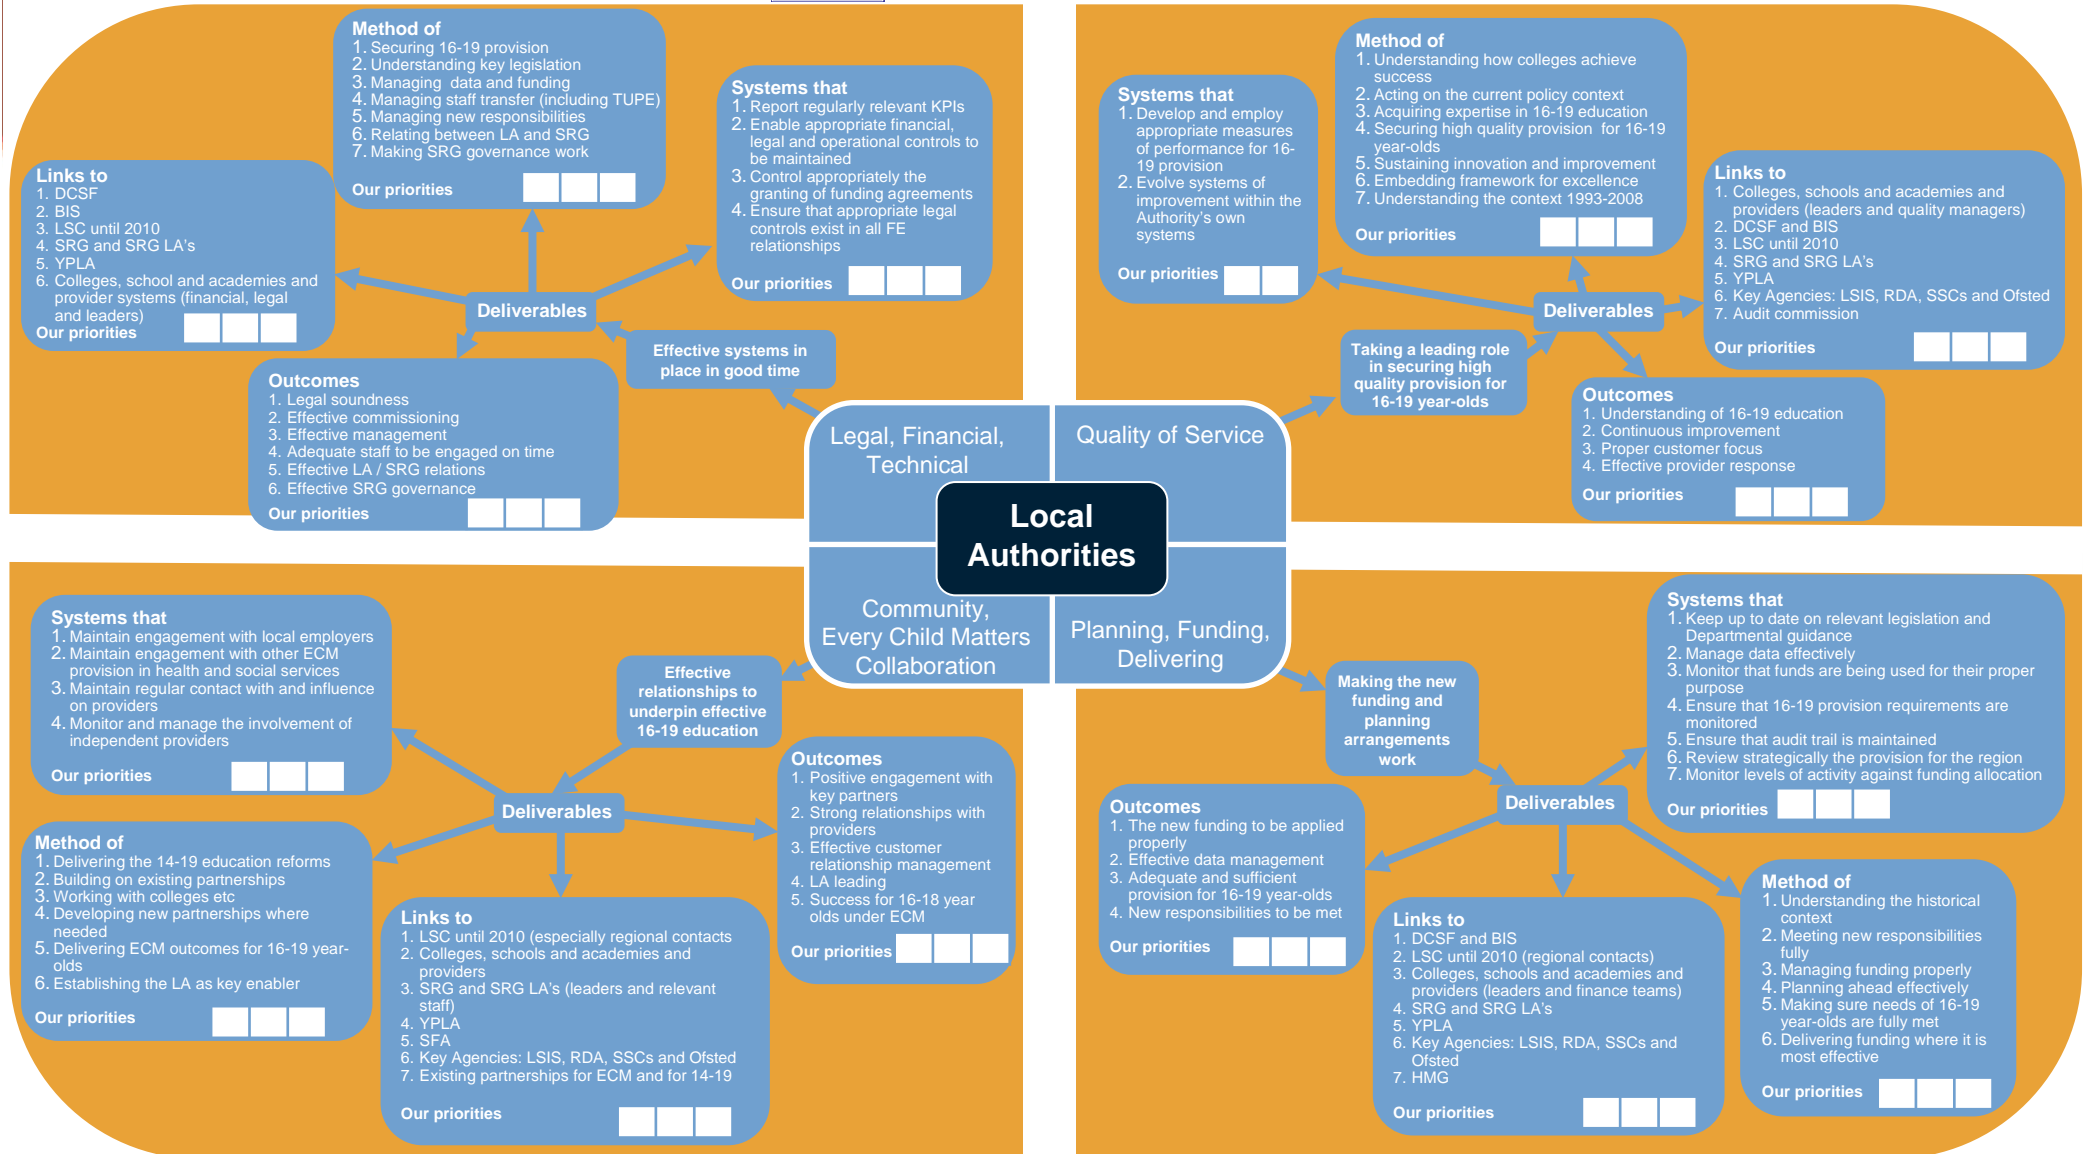 Method of
1. Securing 16-19 provision
2. Understanding key legislation
3. Managing data and funding
4. Managing staff transfer (including TUPE)
5. Managing new responsibilities
6. Relating between LA and SRG
7. Making SRG governance work
Our priorities
Systems that
1. Report regularly relevant KPIs
2. Enable appropriate financial,
legal and operational controls to
be maintained
3. Control appropriately the
granting of funding agreements
4. Ensure that appropriate legal
controls exist in all FE
relationships
Our priorities
Links to
1. DCSF
2. BIS
3. LSC until 2010
4. SRG and SRG LA's
5. YPLA
6. Colleges, school and academies and
provider systems (financial, legal
and leaders)
Our priorities
Deliverables
Effective systems in
place in good time
Outcomes
1. Legal soundness
2. Effective commissioning
3. Effective management
4. Adequate staff to be engaged on time
5. Effective LA / SRG relations
6. Effective SRG governance
Our priorities
Systems that
1. Develop and employ
appropriate measures
of performance for 16-
19 provision
2. Evolve systems of
improvement within the
Authority's own
systems
Our priorities
Method of
1. Understanding how colleges achieve
success
2. Acting on the current policy context
3. Acquiring expertise in 16-19 education
4. Securing high quality provision for 16-19
year-olds
5. Sustaining innovation and improvement
6. Embedding framework for excellence
7. Understanding the context 1993-2008
Our priorities
Links to
1. Colleges, schools and academies and
providers (leaders and quality managers)
2. DCSF and BIS
3. LSC until 2010
4. SRG and SRG LA's
5. YPLA
6. Key Agencies: LSIS, RDA, SSCs and Ofsted
7. Audit commission
Our priorities
Deliverables
Taking a leading role
in securing high
quality provision for
16-19 year-olds
Outcomes
1. Understanding of 16-19 education
2. Continuous improvement
3. Proper customer focus
4. Effective provider response
Our priorities
Legal, Financial,
Technical
Quality of Service
Local
Authorities
Community,
Every Child Matters
Collaboration
Planning, Funding,
Delivering
Systems that
1. Maintain engagement with local employers
2. Maintain engagement with other ECM
provision in health and social services
3. Maintain regular contact with and influence
on providers
4. Monitor and manage the involvement of
independent providers
Our priorities
Effective
relationships to
underpin effective
16-19 education
Deliverables
Outcomes
1. Positive engagement with
key partners
2. Strong relationships with
providers
3. Effective customer
relationship management
4. LA leading
5. Success for 16-18 year
olds under ECM
Our priorities
Method of
1. Delivering the 14-19 education reforms
2. Building on existing partnerships
3. Working with colleges etc
4. Developing new partnerships where
needed
5. Delivering ECM outcomes for 16-19 year-
olds
6. Establishing the LA as key enabler
Our priorities
Links to
1. LSC until 2010 (especially regional contacts
2. Colleges, schools and academies and
providers
3. SRG and SRG LA's (leaders and relevant
staff)
4. YPLA
5. SFA
6. Key Agencies: LSIS, RDA, SSCs and Ofsted
7. Existing partnerships for ECM and for 14-19
Our priorities
Making the new
funding and
planning
arrangements
work
Deliverables
Systems that
1. Keep up to date on relevant legislation and
Departmental guidance
2. Manage data effectively
3. Monitor that funds are being used for their proper
purpose
4. Ensure that 16-19 provision requirements are
monitored
5. Ensure that audit trail is maintained
6. Review strategically the provision for the region
7. Monitor levels of activity against funding allocation
Our priorities
Outcomes
1. The new funding to be applied
properly
2. Effective data management
3. Adequate and sufficient
provision for 16-19 year-olds
4. New responsibilities to be met
Our priorities
Links to
1. DCSF and BIS
2. LSC until 2010 (regional contacts)
3. Colleges, schools and academies and
providers (leaders and finance teams)
4. SRG and SRG LA's
5. YPLA
6. Key Agencies: LSIS, RDA, SSCs and
Ofsted
7. HMG
Our priorities
Method of
1. Understanding the historical
context
2. Meeting new responsibilities
fully
3. Managing funding properly
4. Planning ahead effectively
5. Making sure needs of 16-19
year-olds are fully met
6. Delivering funding where it is
most effective
Our priorities